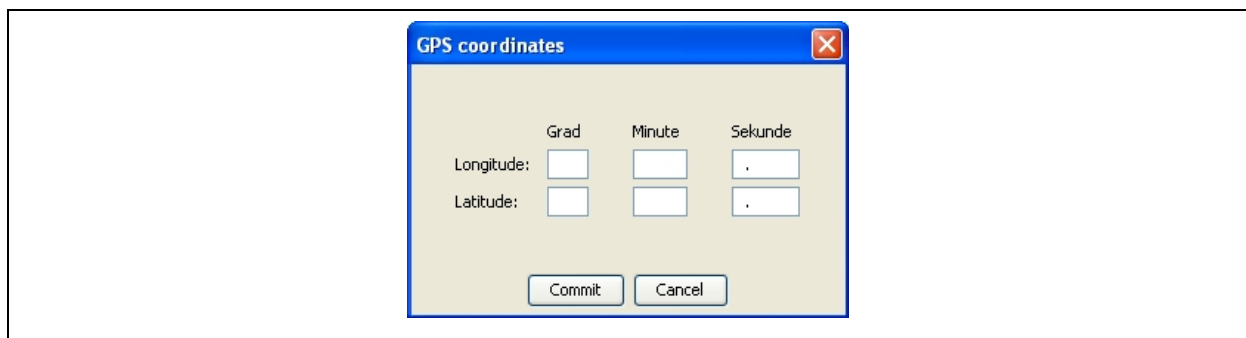 GPS coordinates
Grad Minute Sekunde
Longitude: .
Latitude: .
Commit Cancel